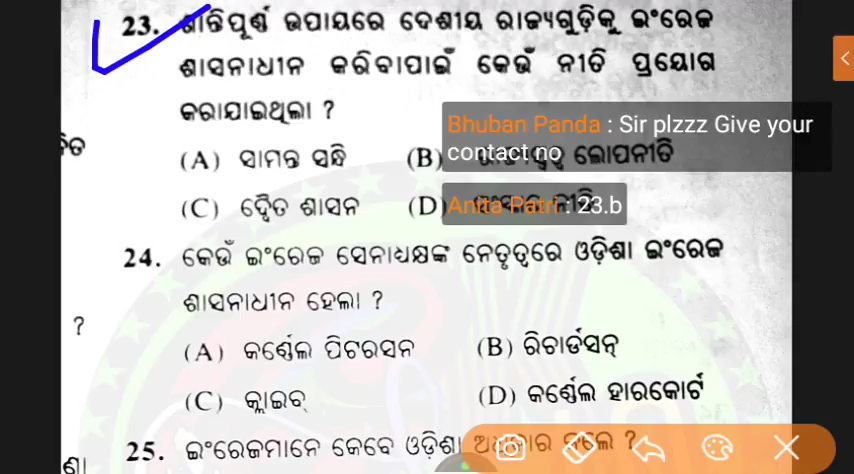 23. ଶାନ୍ତିପୂର୍ଣ୍ଣ ଉପାୟରେ ଦେଶୀୟ ରାଜ୍ୟଗୁଡ଼ିକୁ ଇଂରେଜ
ଶାସନାଧୀନ କରିବାପାଇଁ କେଉଁ ନୀତି ପ୍ରୟୋଗ
କରାଯାଇଥିଲା ?
Bhuban Panda : Sir plzzz Give your
contact no
(A) ସାମନ୍ତ ସନ୍ଧି (B) ଲୋପନୀତି
(C) ଦ୍ୱୈତ ଶାସନ (D) ନୀତି
Anita Patri : 23.b
24. କେଉଁ ଇଂରେଜ ସେନାଧ୍ୟକ୍ଷଙ୍କ ନେତୃତ୍ୱରେ ଓଡ଼ିଶା ଇଂରେଜ
ଶାସନାଧୀନ ହେଲା ?
?
(A) କର୍ଣ୍ଣେଲ ପିଟରସନ (B) ରିଚାର୍ଡସନ୍
(C) କ୍ଲାଇବ୍ (D) କର୍ଣ୍ଣେଲ ହାରକୋର୍ଟ
25. ଇଂରେଜମାନେ କେବେ ଓଡ଼ିଶା ଅଧିକାର କଲେ ?